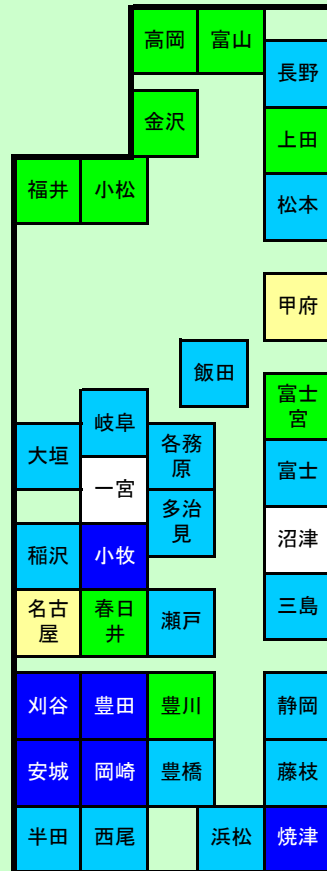 高岡 富山
長野
金沢
上田
福井 小松
松本
甲府
飯田
富士
宮
岐阜
大垣
各務
原
富士
一宮
多治
見
沼津
稲沢 小牧
三島
名古
屋
春日
井
瀬戸
刈谷 豊田 豊川 静岡
安城 岡崎 豊橋 藤枝
半田 西尾 浜松 焼津